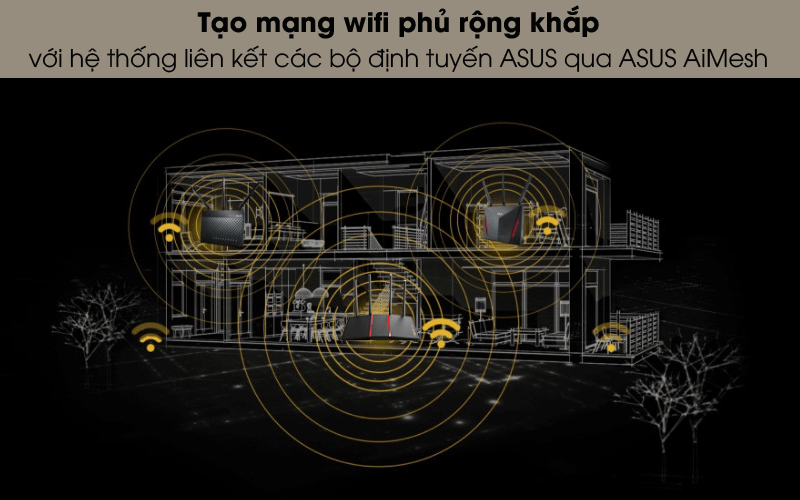 Tạo mạng wifi phủ rộng khắp
với hệ thống liên kết các bộ định tuyến ASUS qua ASUS AiMesh